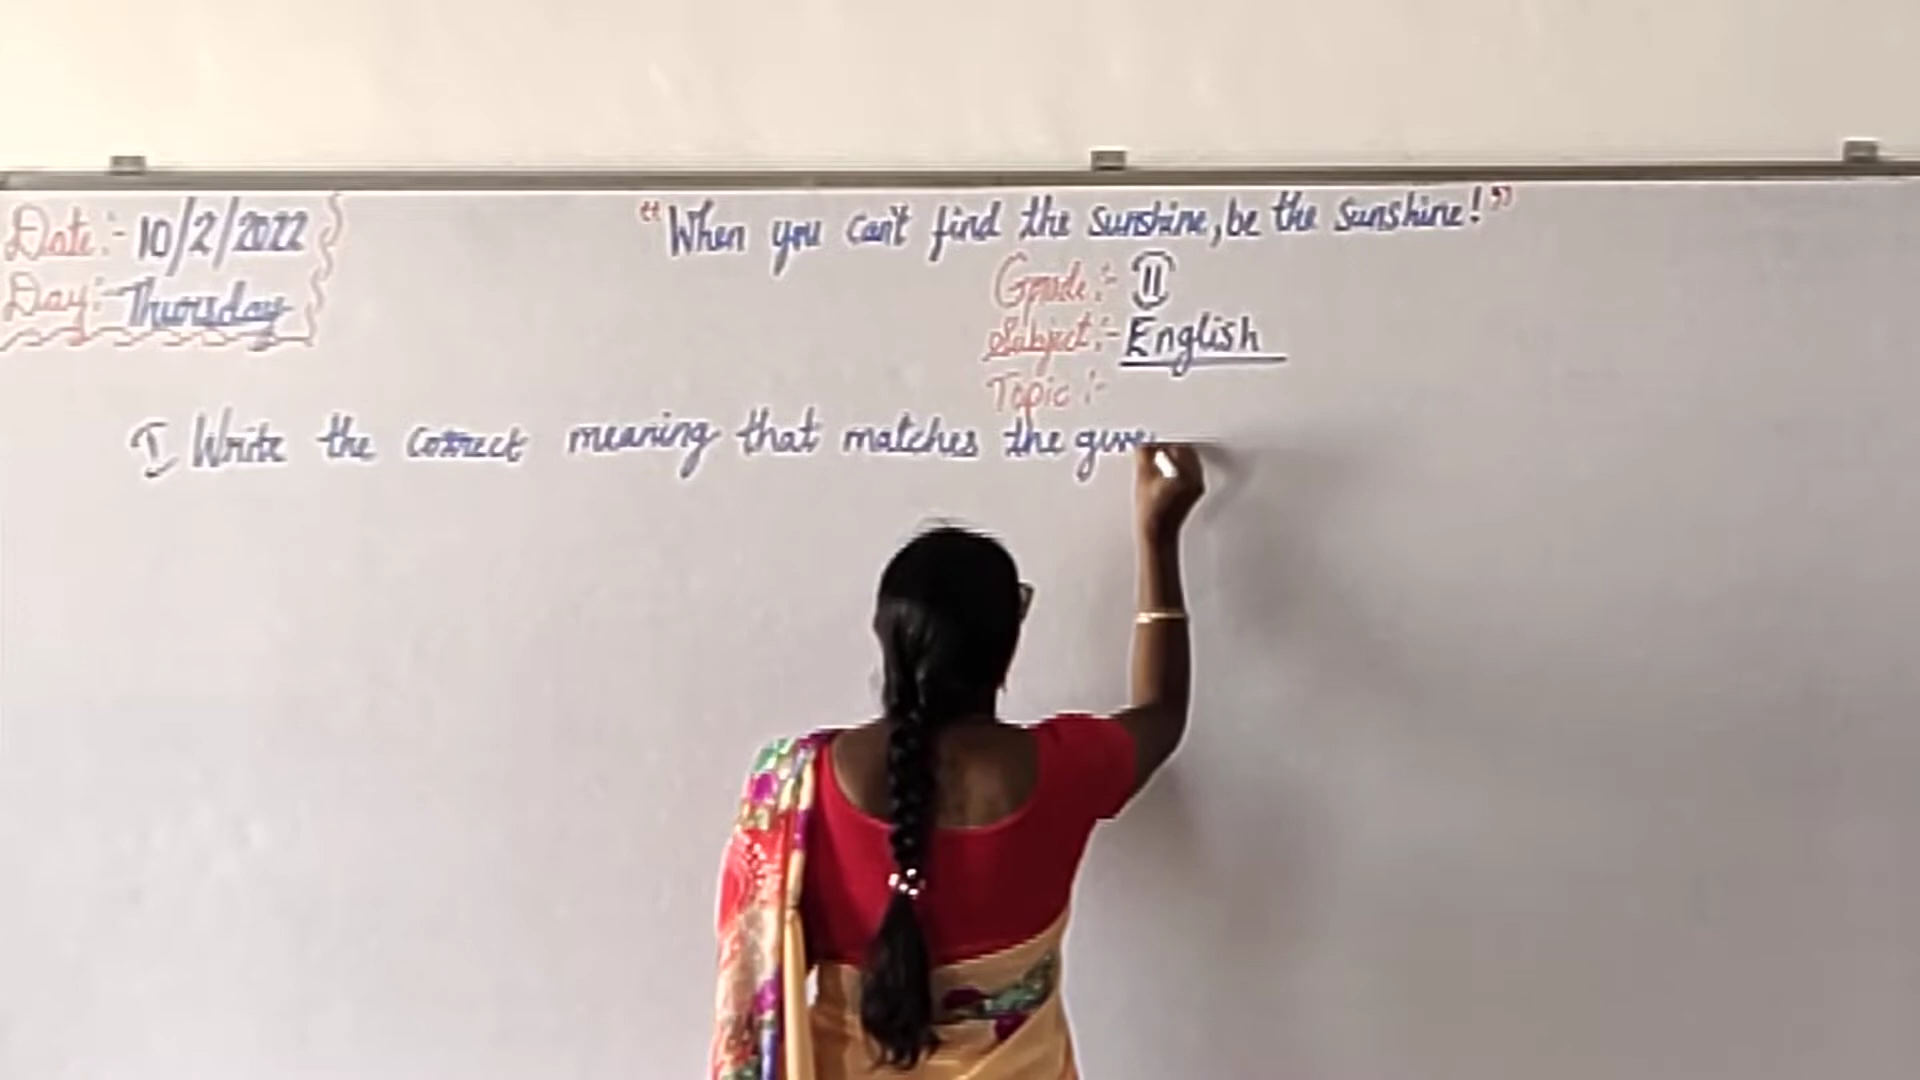 Date:- 10/2/2022
Day:- Thursday
"When you can't find the sunshine, be the sunshine!"
Grade:- II
Subject:- English
Topic:-
I Write the correct meaning that matches the